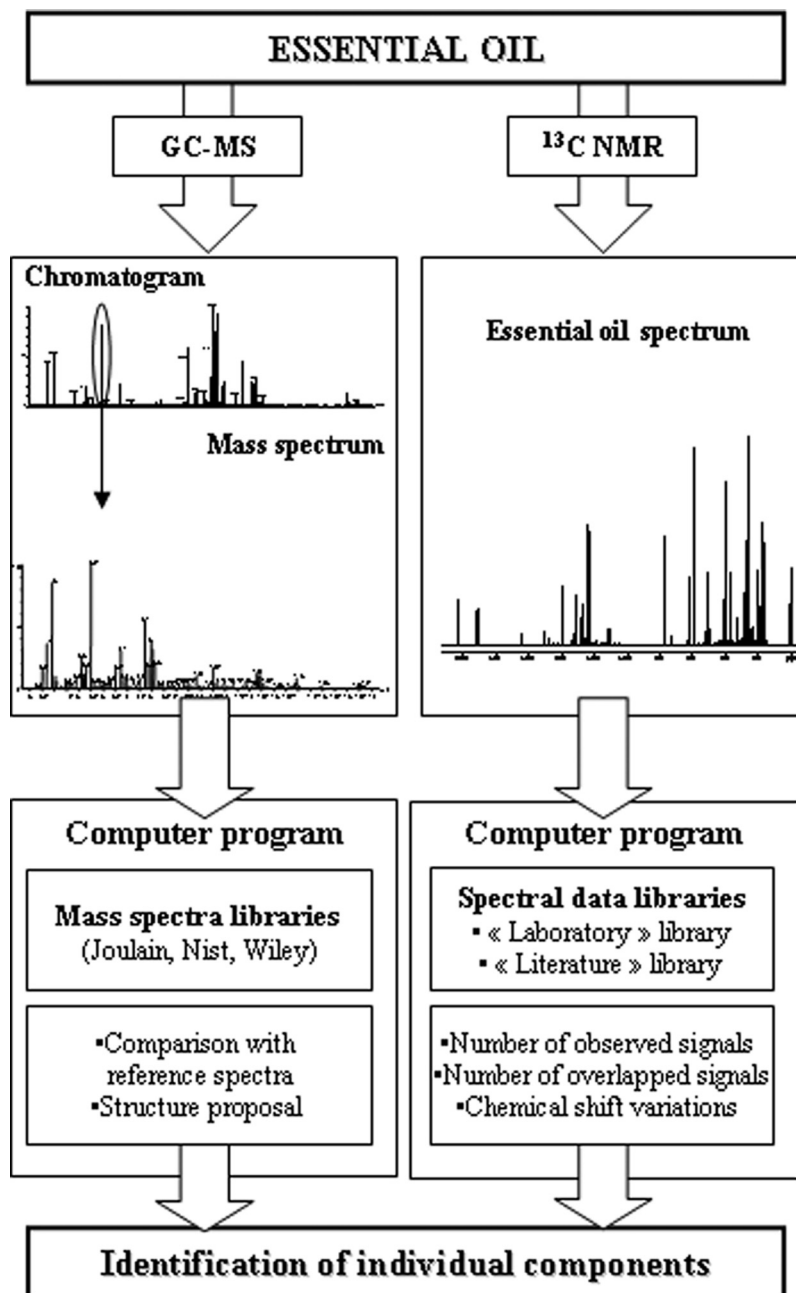 ESSENTIAL OIL
GC-MS
¹³C NMR
Chromatogram
Mass spectrum
Essential oil spectrum
Computer program
Mass spectra libraries
(Joulain, Nist, Wiley)
▪Comparison with
reference spectra
▪Structure proposal
Computer program
Spectral data libraries
▪ « Laboratory » library
▪ « Literature » library
▪Number of observed signals
▪Number of overlapped signals
▪Chemical shift variations
Identification of individual components